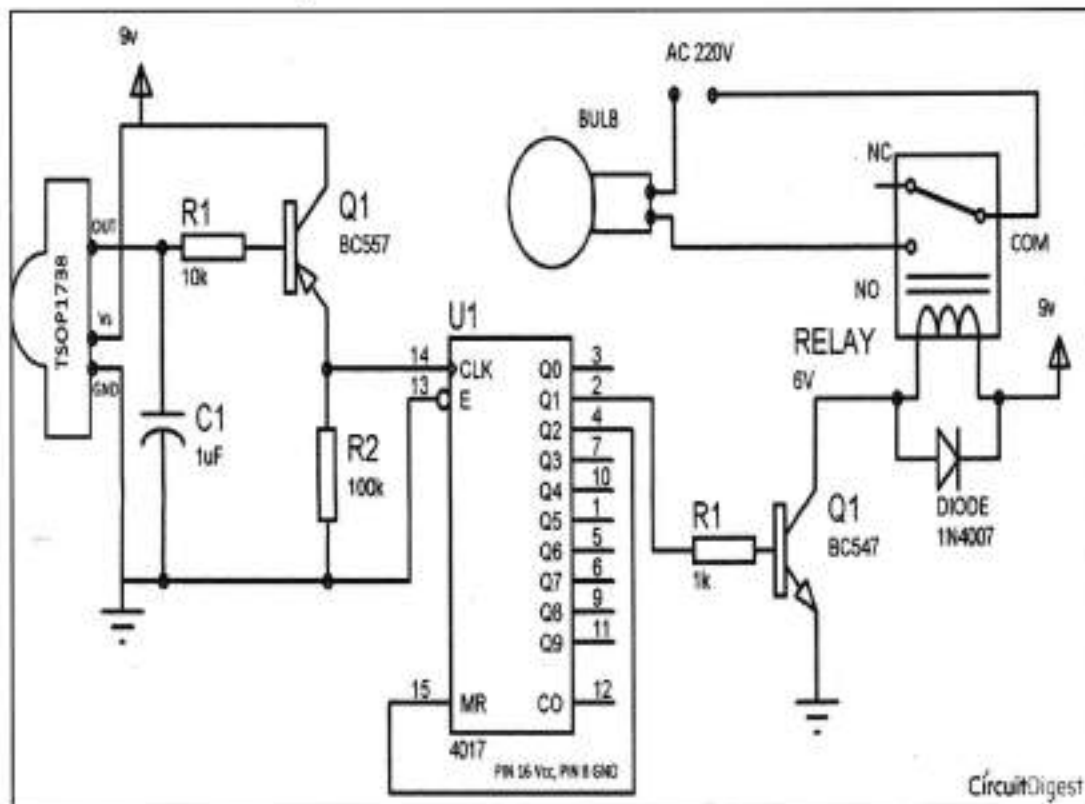 9v
AC 220V
BULB
NC
COM
NO
9v
RELAY
6V
DIODE
1N4007
TSOP1738
OUT
Vs
GND
R1
10k
Q1
BC557
C1
1uF
R2
100k
U1
14 CLK
13 E
15 MR
Q0 3
Q1 2
Q2 4
Q3 7
Q4 10
Q5 1
Q6 5
Q7 6
Q8 9
Q9 11
CO 12
4017
PIN 16 Vcc, PIN 8 GND
R1
1k
Q1
BC547
CircuitDigest